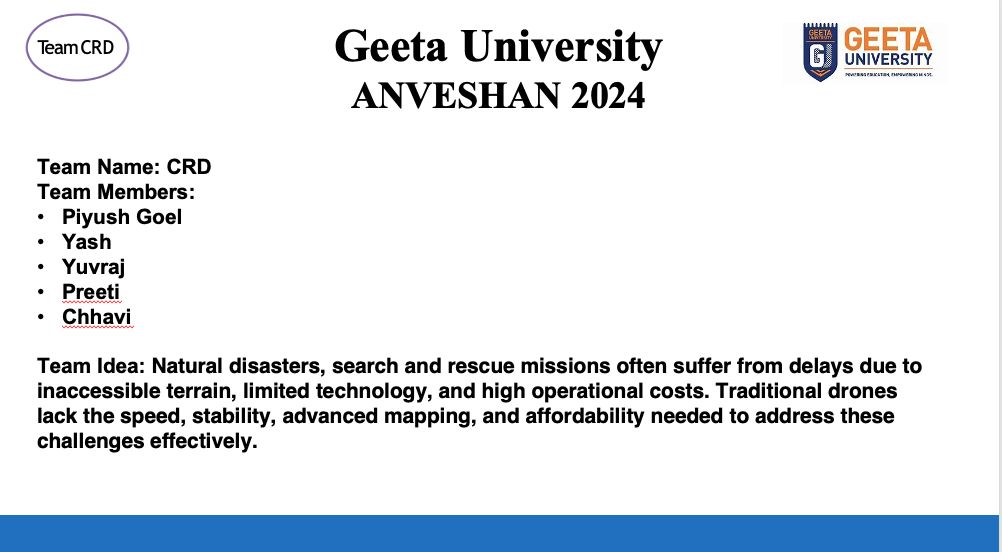 Team CRD
Geeta University
ANVESHAN 2024
GEETA
UNIVERSITY
GU
GEETA
UNIVERSITY
POWERING EDUCATION, EMPOWERING MINDS.
Team Name: CRD
Team Members:
• Piyush Goel
• Yash
• Yuvraj
• Preeti
• Chhavi
Team Idea: Natural disasters, search and rescue missions often suffer from delays due to
inaccessible terrain, limited technology, and high operational costs. Traditional drones
lack the speed, stability, advanced mapping, and affordability needed to address these
challenges effectively.